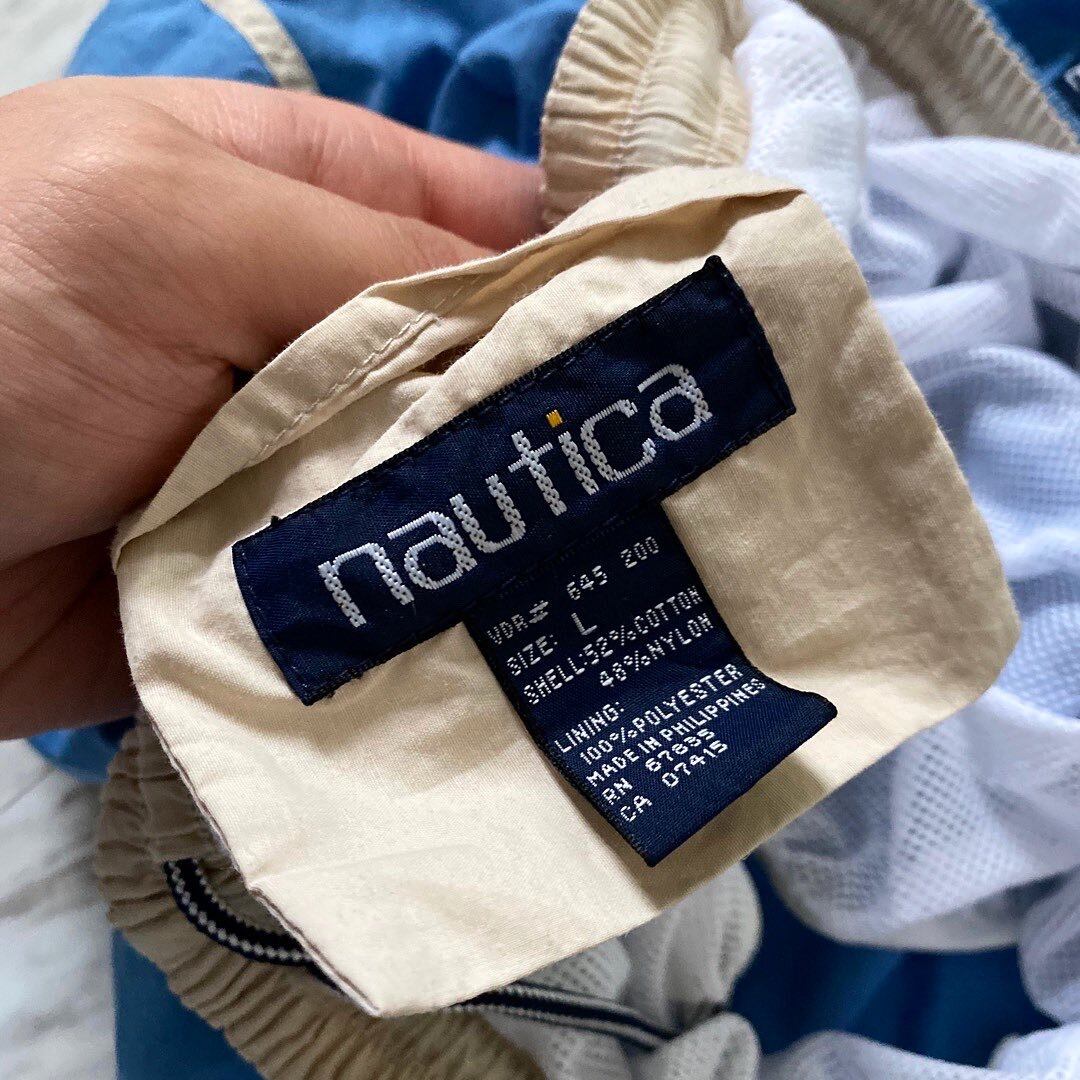 nautica
VDR# 645 200
SIZE: L
SHELL:52%COTTON
48%NYLON
LINING:
100%POLYESTER
MADE IN PHILIPPINES
RN 67835
CA 07415